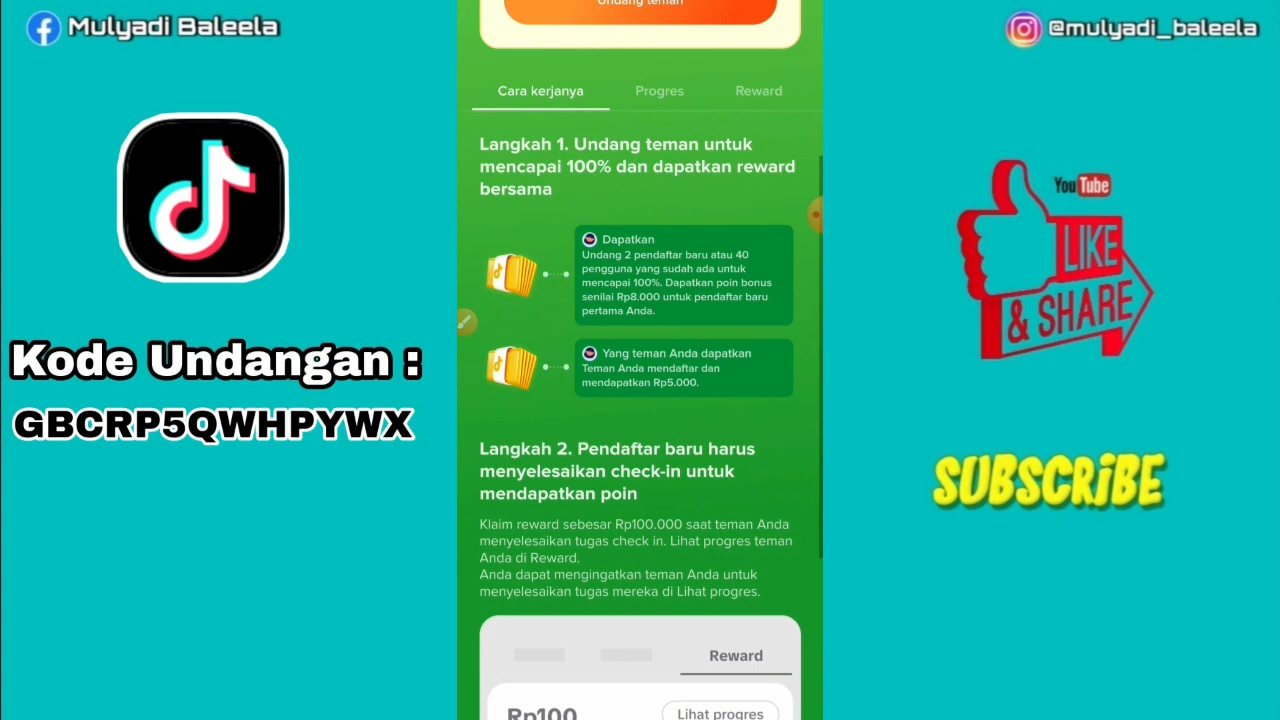 Mulyadi Baleela
@mulyadi_baleela
Undang teman
Cara kerjanya
Progres
Reward
Langkah 1. Undang teman untuk
mencapai 100% dan dapatkan reward
bersama
Dapatkan
Undang 2 pendaftar baru atau 40
pengguna yang sudah ada untuk
mencapai 100%. Dapatkan poin bonus
senilai Rp8.000 untuk pendaftar baru
pertama Anda.
Yang teman Anda dapatkan
Teman Anda mendaftar dan
mendapatkan Rp5.000.
Langkah 2. Pendaftar baru harus
menyelesaikan check-in untuk
mendapatkan poin
Klaim reward sebesar Rp100.000 saat teman Anda
menyelesaikan tugas check in. Lihat progres teman
Anda di Reward.
Anda dapat mengingatkan teman Anda untuk
menyelesaikan tugas mereka di Lihat progres.
Reward
Rp100
Lihat progres
Kode Undangan :
GBCRP5QWHPYWX
YouTube
LIKE
& SHARE
SUBSCRiBE